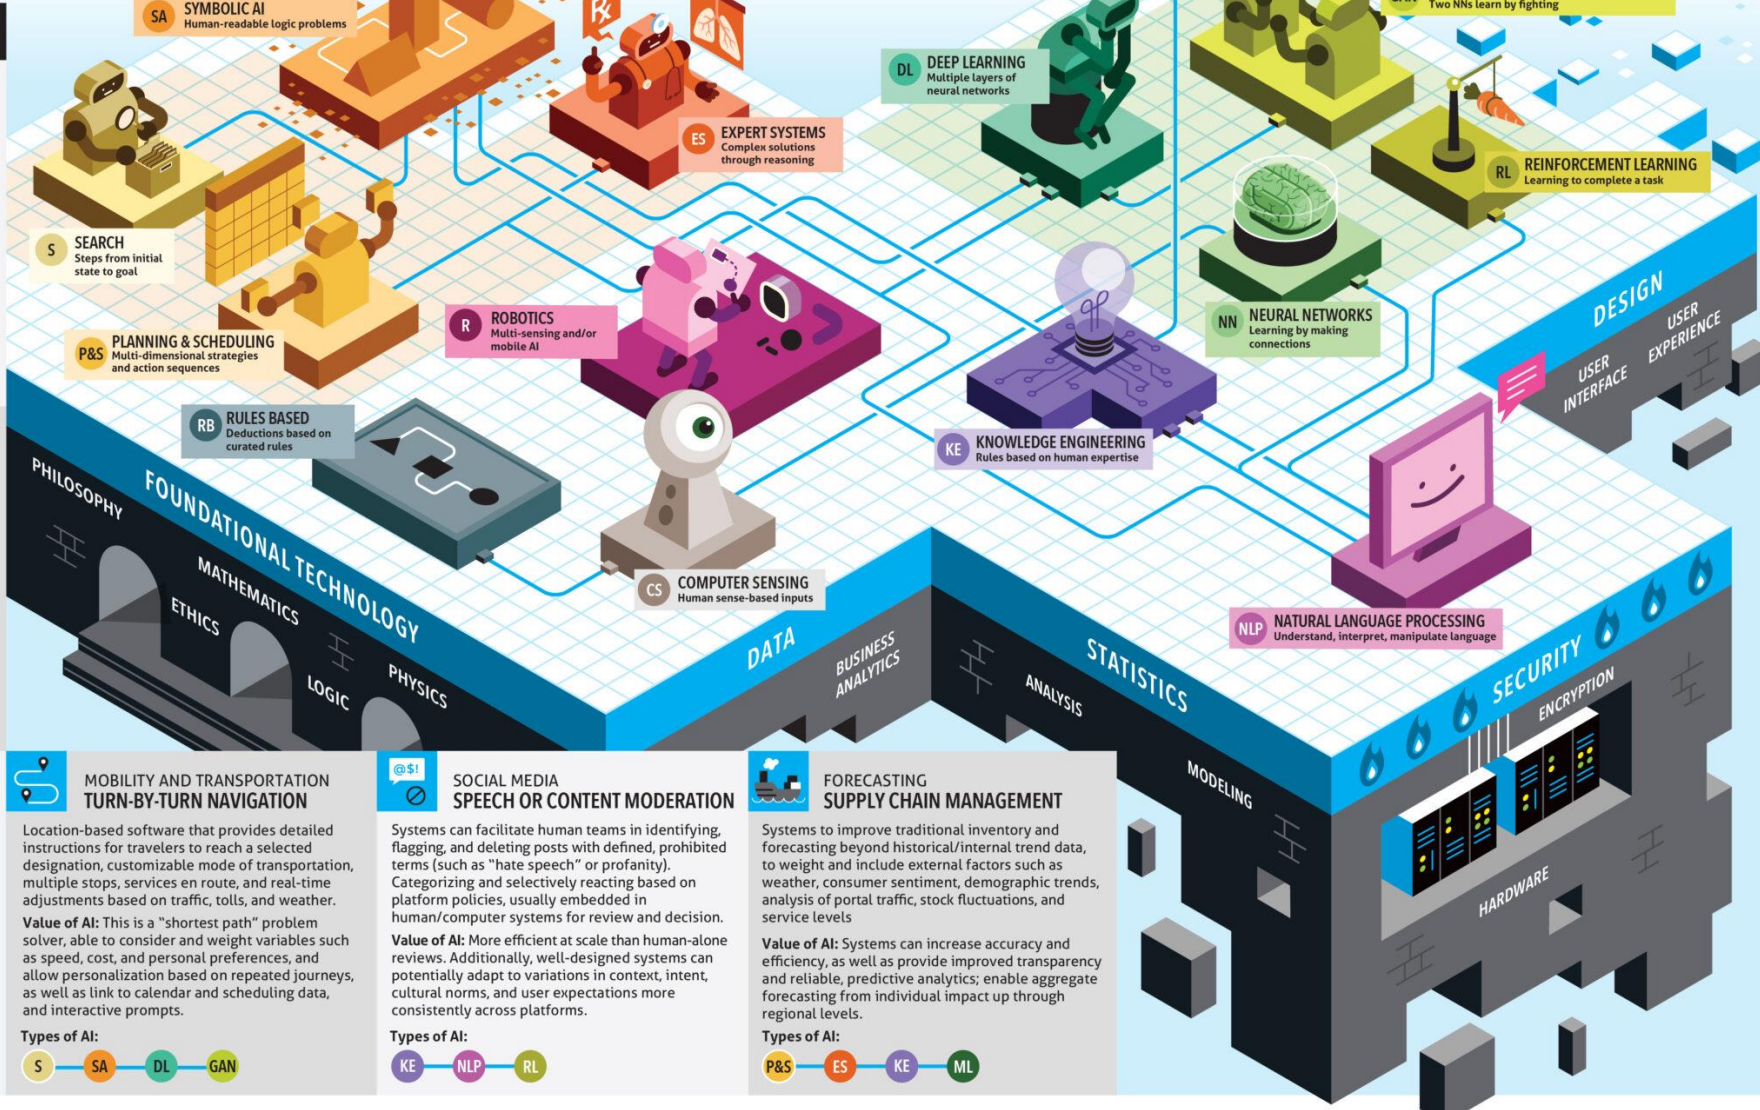 SA
SYMBOLIC AI
Human-readable logic problems
Rx
Two NNs learn by fighting
DL
DEEP LEARNING
Multiple layers of
neural networks
ES
EXPERT SYSTEMS
Complex solutions
through reasoning
RL
REINFORCEMENT LEARNING
Learning to complete a task
S
SEARCH
Steps from initial
state to goal
R
ROBOTICS
Multi-sensing and/or
mobile AI
NN
NEURAL NETWORKS
Learning by making
connections
P&S
PLANNING & SCHEDULING
Multi-dimensional strategies
and action sequences
RB
RULES BASED
Deductions based on
curated rules
KE
KNOWLEDGE ENGINEERING
Rules based on human expertise
CS
COMPUTER SENSING
Human sense-based inputs
NLP
NATURAL LANGUAGE PROCESSING
Understand, interpret, manipulate language
DESIGN
USER
INTERFACE
USER
EXPERIENCE
FOUNDATIONAL TECHNOLOGY
PHILOSOPHY
MATHEMATICS
ETHICS
LOGIC
PHYSICS
DATA
BUSINESS
ANALYTICS
STATISTICS
ANALYSIS
MODELING
SECURITY
ENCRYPTION
HARDWARE
MOBILITY AND TRANSPORTATION
TURN-BY-TURN NAVIGATION
Location-based software that provides detailed
instructions for travelers to reach a selected
designation, customizable mode of transportation,
multiple stops, services en route, and real-time
adjustments based on traffic, tolls, and weather.
Value of AI: This is a "shortest path" problem
solver, able to consider and weight variables such
as speed, cost, and personal preferences, and
allow personalization based on repeated journeys,
as well as link to calendar and scheduling data,
and interactive prompts.
Types of AI:
S SA DL GAN
@$!
SOCIAL MEDIA
SPEECH OR CONTENT MODERATION
Systems can facilitate human teams in identifying,
flagging, and deleting posts with defined, prohibited
terms (such as "hate speech" or profanity).
Categorizing and selectively reacting based on
platform policies, usually embedded in
human/computer systems for review and decision.
Value of AI: More efficient at scale than human-alone
reviews. Additionally, well-designed systems can
potentially adapt to variations in context, intent,
cultural norms, and user expectations more
consistently across platforms.
Types of AI:
KE NLP RL
FORECASTING
SUPPLY CHAIN MANAGEMENT
Systems to improve traditional inventory and
forecasting beyond historical/internal trend data,
to weight and include external factors such as
weather, consumer sentiment, demographic trends,
analysis of portal traffic, stock fluctuations, and
service levels
Value of AI: Systems can increase accuracy and
efficiency, as well as provide improved transparency
and reliable, predictive analytics; enable aggregate
forecasting from individual impact up through
regional levels.
Types of AI:
P&S ES KE ML